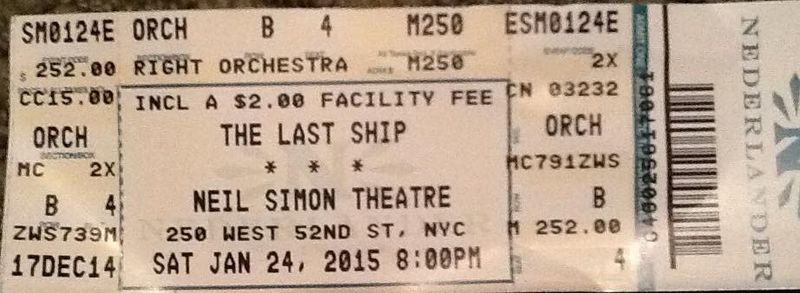 SM0124E ORCH B 4 M250 ESM0124E
$ 252.00 RIGHT ORCHESTRA M250 2X
CC15.00 INCL A $2.00 FACILITY FEE CN 03232
ORCH THE LAST SHIP ORCH
MC 2X * * * MC791ZWS
B 4 NEIL SIMON THEATRE B
ZWS739M 250 WEST 52ND ST, NYC M 252.00
17DEC14 SAT JAN 24, 2015 8:00PM 4
NEDERLANDER